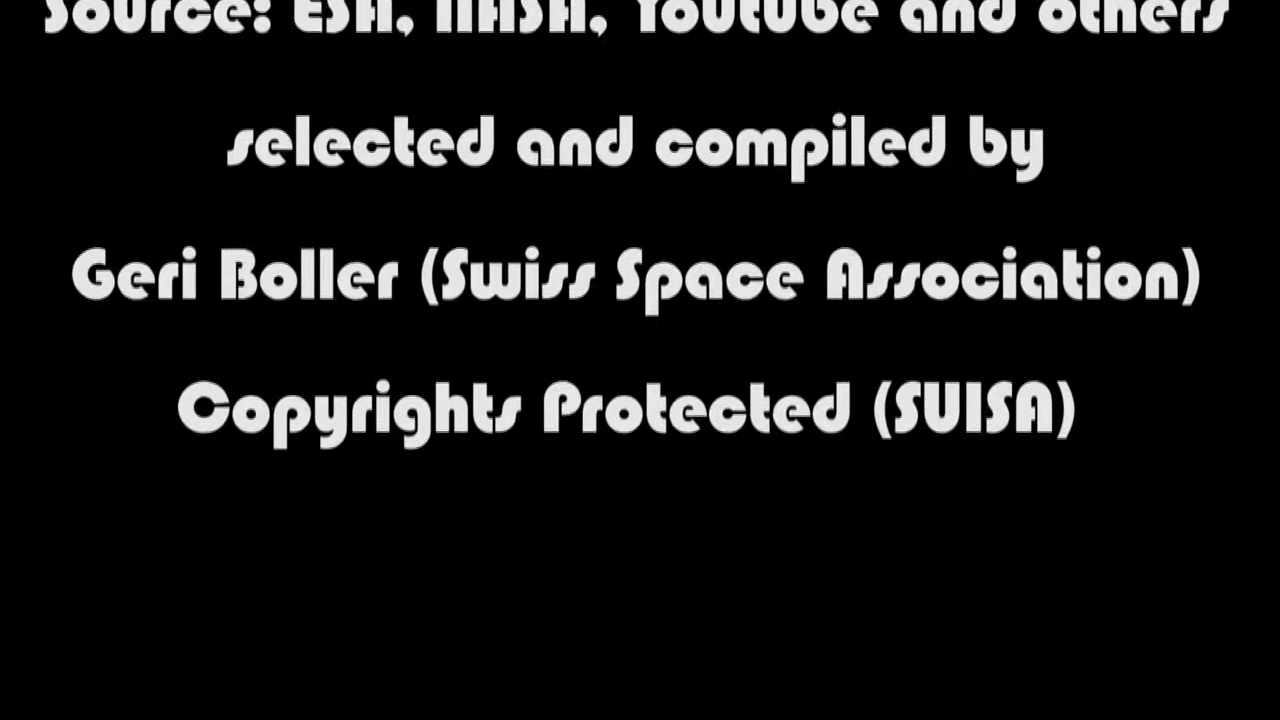 Source: ESA, NASA, Youtube and others
selected and compiled by
Geri Boller (Swiss Space Association)
Copyrights Protected (SUISA)